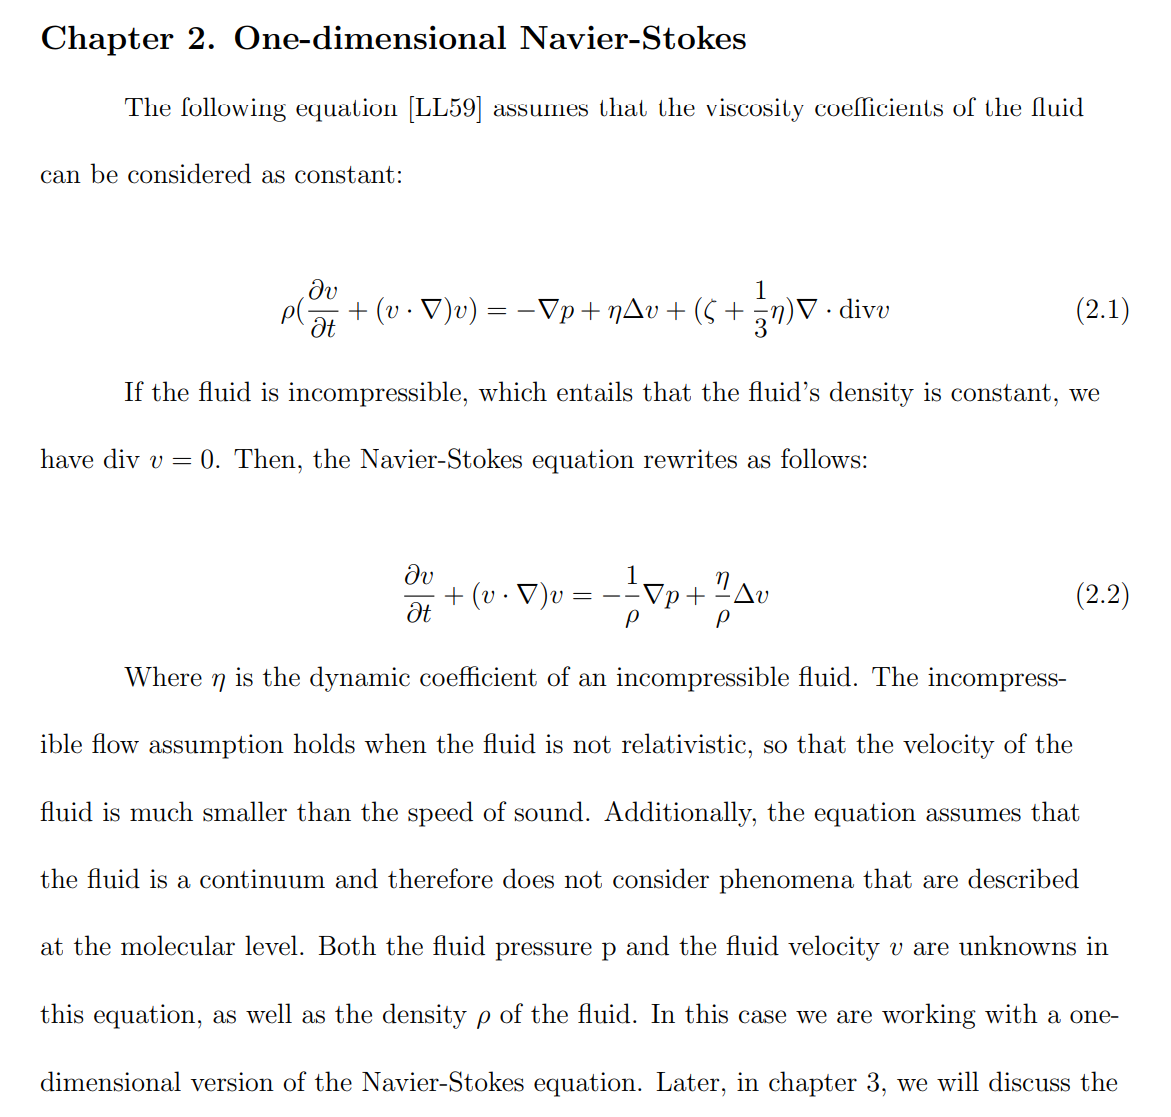 Chapter 2. One-dimensional Navier-Stokes
The following equation [LL59] assumes that the viscosity coefficients of the fluid
can be considered as constant:
ρ(∂v/∂t + (v · ∇)v) = −∇p + η∆v + (ζ + 1/3 η)∇ · divv (2.1)
If the fluid is incompressible, which entails that the fluid’s density is constant, we
have div v = 0. Then, the Navier-Stokes equation rewrites as follows:
∂v/∂t + (v · ∇)v = −1/ρ ∇p + η/ρ ∆v (2.2)
Where η is the dynamic coefficient of an incompressible fluid. The incompress-
ible flow assumption holds when the fluid is not relativistic, so that the velocity of the
fluid is much smaller than the speed of sound. Additionally, the equation assumes that
the fluid is a continuum and therefore does not consider phenomena that are described
at the molecular level. Both the fluid pressure p and the fluid velocity v are unknowns in
this equation, as well as the density ρ of the fluid. In this case we are working with a one-
dimensional version of the Navier-Stokes equation. Later, in chapter 3, we will discuss the